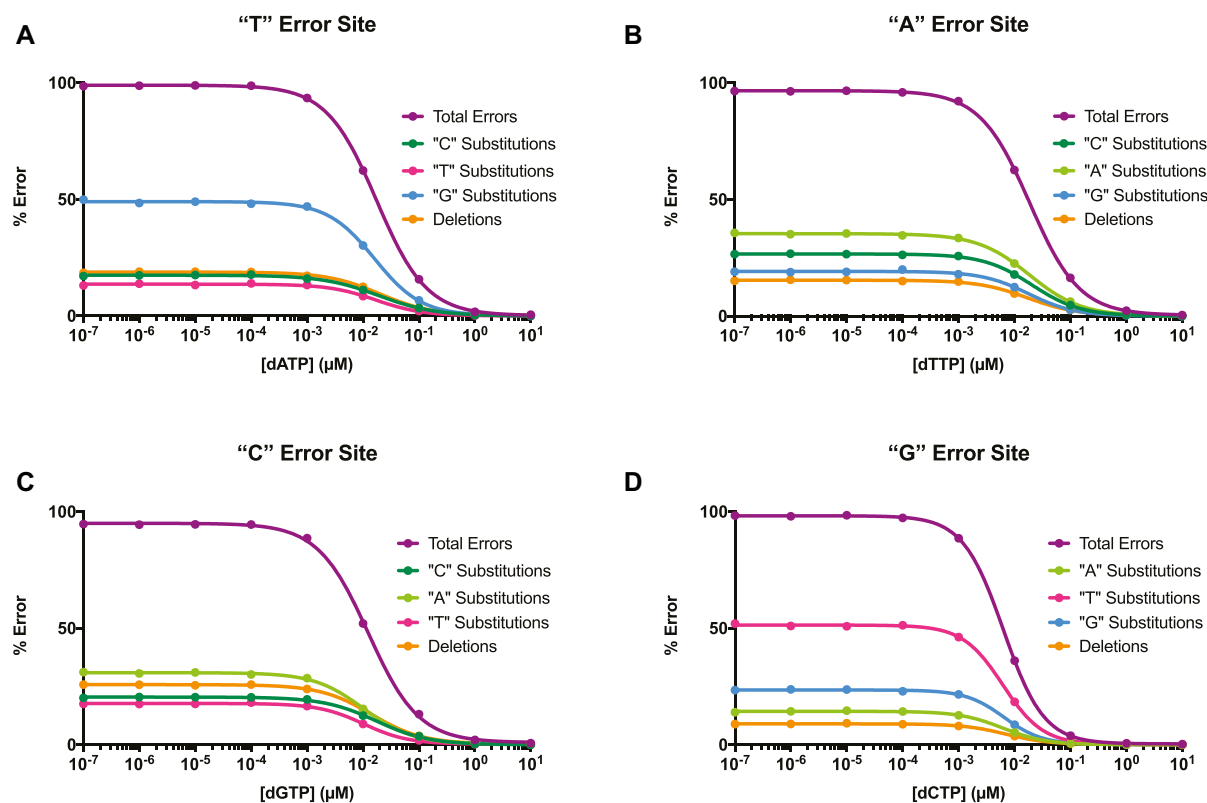 A
“T” Error Site
100
50
0
% Error
Total Errors
"C" Substitutions
"T" Substitutions
"G" Substitutions
Deletions
10-7 10-6 10-5 10-4 10-3 10-2 10-1 100 101
[dATP] (µM)
B
“A” Error Site
100
50
0
% Error
Total Errors
"C" Substitutions
"A" Substitutions
"G" Substitutions
Deletions
10-7 10-6 10-5 10-4 10-3 10-2 10-1 100 101
[dTTP] (µM)
C
“C” Error Site
100
50
0
% Error
Total Errors
"C" Substitutions
"A" Substitutions
"T" Substitutions
Deletions
10-7 10-6 10-5 10-4 10-3 10-2 10-1 100 101
[dGTP] (µM)
D
“G” Error Site
100
50
0
% Error
Total Errors
"A" Substitutions
"T" Substitutions
"G" Substitutions
Deletions
10-7 10-6 10-5 10-4 10-3 10-2 10-1 100 101
[dCTP] (µM)